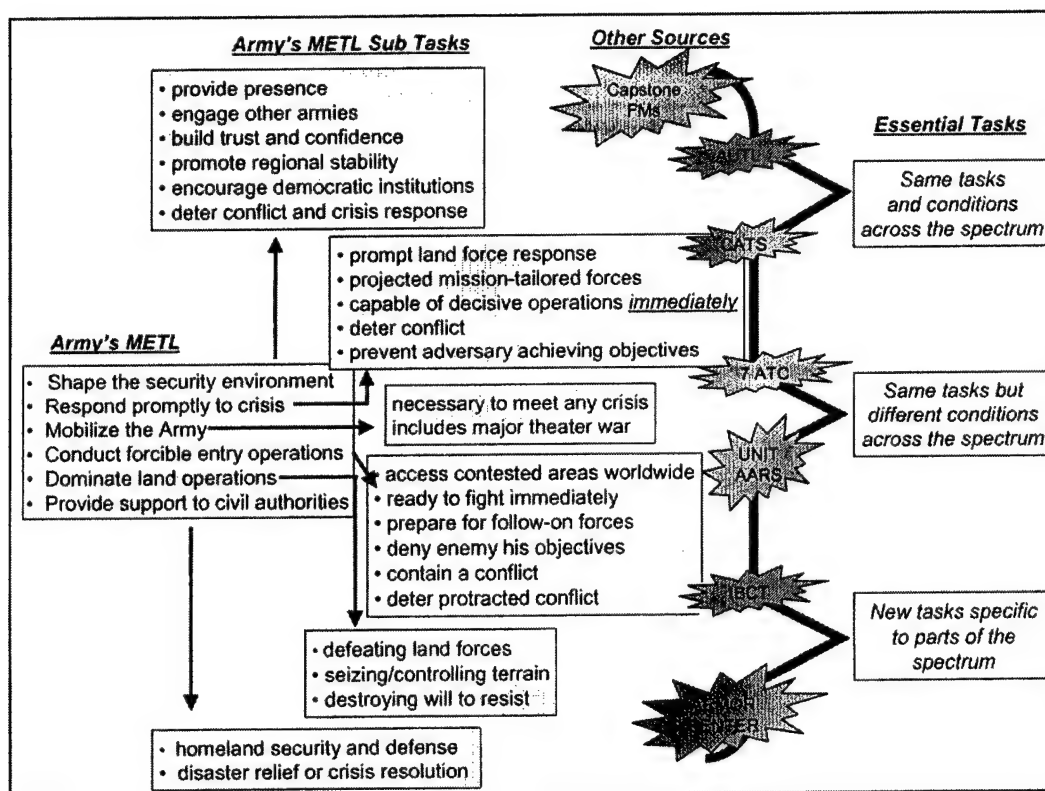 Army's METL Sub Tasks
• provide presence
• engage other armies
• build trust and confidence
• promote regional stability
• encourage democratic institutions
• deter conflict and crisis response
• prompt land force response
• projected mission-tailored forces
• capable of decisive operations immediately
• deter conflict
• prevent adversary achieving objectives
Army's METL
• Shape the security environment
• Respond promptly to crisis
• Mobilize the Army
• Conduct forcible entry operations
• Dominate land operations
• Provide support to civil authorities
necessary to meet any crisis
includes major theater war
• access contested areas worldwide
• ready to fight immediately
• prepare for follow-on forces
• deny enemy his objectives
• contain a conflict
• deter protracted conflict
• defeating land forces
• seizing/controlling terrain
• destroying will to resist
• homeland security and defense
• disaster relief or crisis resolution
Other Sources
Capstone
FMs
CATS
7 ATC
UNIT
AARS
IBCT
Essential Tasks
Same tasks
and conditions
across the spectrum
Same tasks but
different conditions
across the spectrum
New tasks specific
to parts of the
spectrum